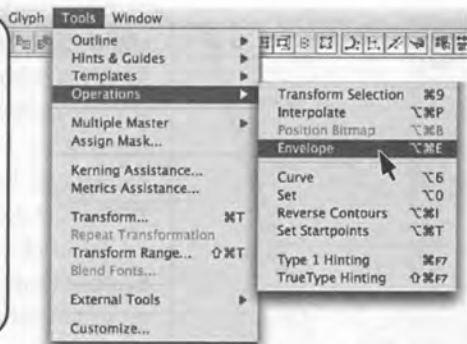 Glyph Tools Window
Outline
Hints & Guides
Templates
Operations
Multiple Master
Assign Mask...
Kerning Assistance...
Metrics Assistance...
Transform... ⌘T
Repeat Transformation
Transform Range... ⇧⌘T
Blend Fonts...
External Tools
Customize...
Transform Selection ⌘9
Interpolate ⌥⌘P
Position Bitmap ⌥⌘B
Envelope ⌥⌘E
Curve ⌥6
Set ⌥0
Reverse Contours ⌥⌘I
Set Startpoints ⌥⌘T
Type 1 Hinting ⌘F7
TrueType Hinting ⇧⌘F7